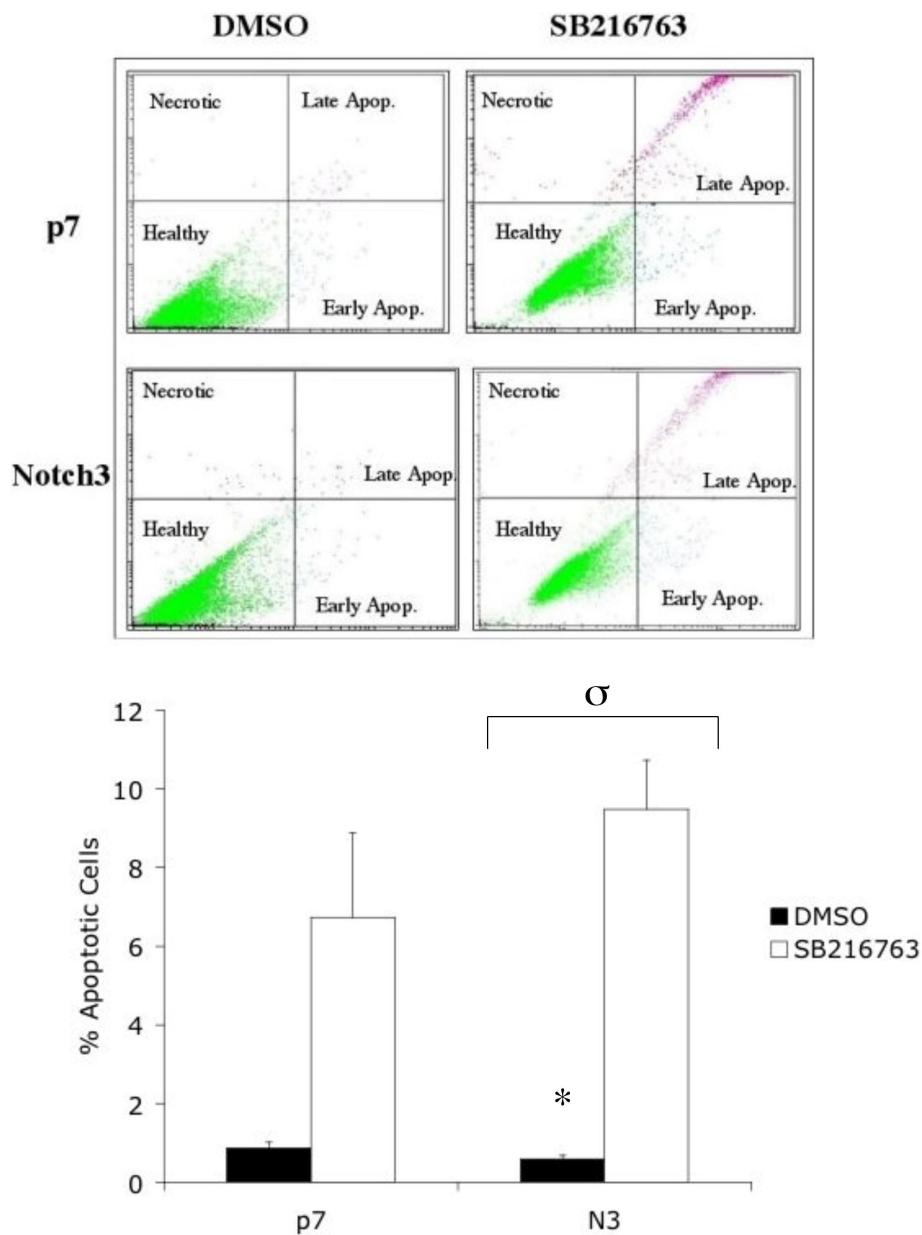 DMSO SB216763
p7
Necrotic Late Apop.
Healthy
Early Apop.
Necrotic
Late Apop.
Healthy
Early Apop.
Notch3
Necrotic
Late Apop.
Healthy
Early Apop.
Necrotic
Late Apop.
Healthy
Early Apop.
σ
12
10
8
6
4
2
0
% Apoptotic Cells
*
DMSO
SB216763
p7 N3